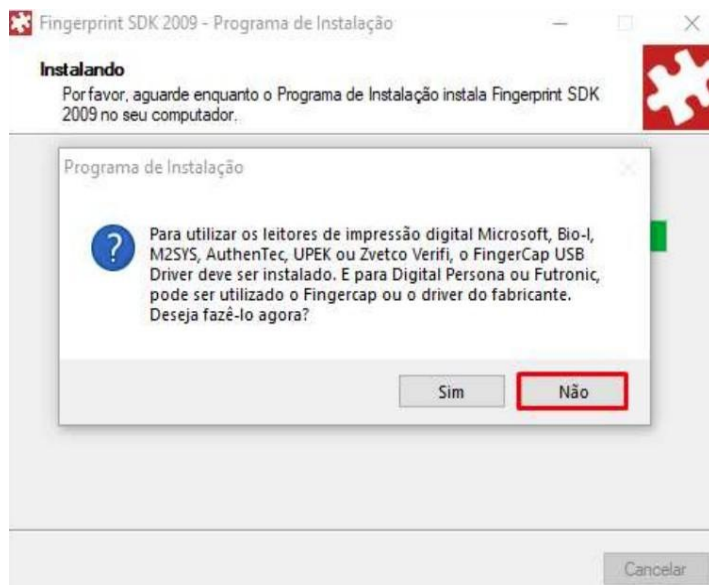 Fingerprint SDK 2009 - Programa de Instalação
Instalando
Por favor, aguarde enquanto o Programa de Instalação instala Fingerprint SDK
2009 no seu computador.
Programa de Instalação
Para utilizar os leitores de impressão digital Microsoft, Bio-I,
M2SYS, AuthenTec, UPEK ou Zvetco Verifi, o FingerCap USB
Driver deve ser instalado. E para Digital Persona ou Futronic,
pode ser utilizado o Fingercap ou o driver do fabricante.
Deseja fazê-lo agora?
Sim
Não
Cancelar